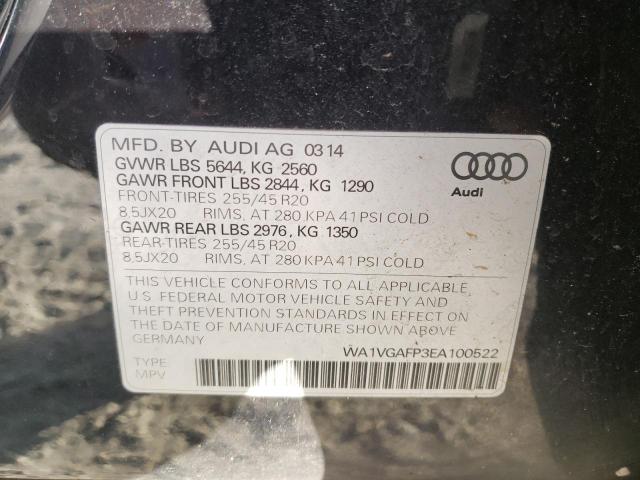 MFD. BY AUDI AG 0314
GVWR LBS 5644, KG 2560
GAWR FRONT LBS 2844, KG 1290
FRONT-TIRES 255/45 R20
8,5JX20 RIMS, AT 280 KPA 41 PSI COLD
GAWR REAR LBS 2976, KG 1350
REAR-TIRES 255/45 R20
8,5JX20 RIMS, AT 280 KPA 41 PSI COLD
Audi
THIS VEHICLE CONFORMS TO ALL APPLICABLE
U.S. FEDERAL MOTOR VEHICLE SAFETY AND
THEFT PREVENTION STANDARDS IN EFFECT ON
THE DATE OF MANUFACTURE SHOWN ABOVE
GERMANY
WA1VGAFP3EA100522
TYPE
MPV